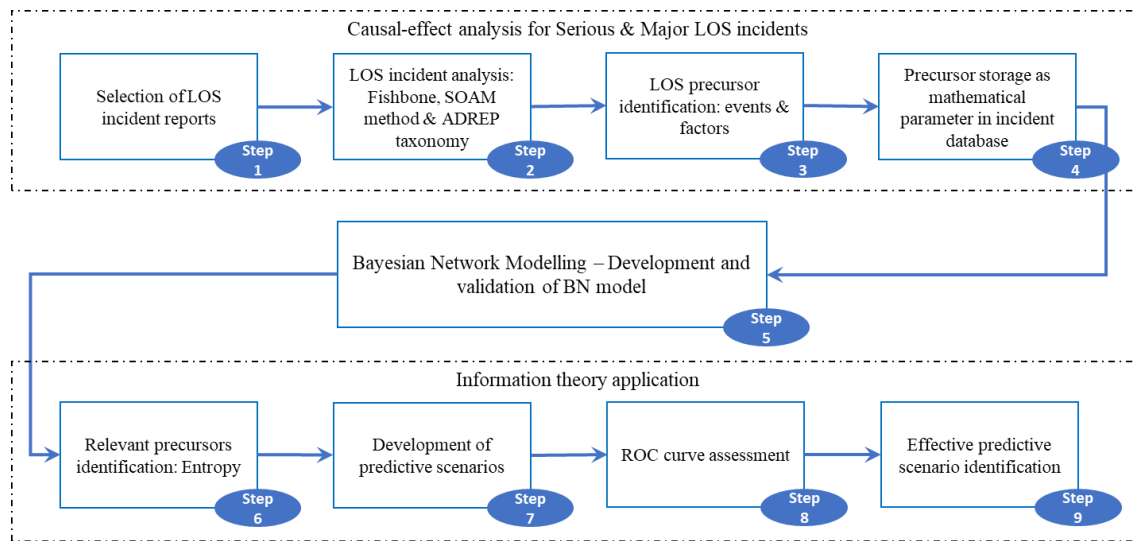 Causal-effect analysis for Serious & Major LOS incidents
Selection of LOS
incident reports
Step
1
LOS incident analysis:
Fishbone, SOAM
method & ADREP
taxonomy
Step
2
LOS precursor
identification: events &
factors
Step
3
Precursor storage as
mathematical
parameter in incident
database
Step
4
Bayesian Network Modelling – Development and
validation of BN model
Step
5
Information theory application
Relevant precursors
identification: Entropy
Step
6
Development of
predictive scenarios
Step
7
ROC curve assessment
Step
8
Effective predictive
scenario identification
Step
9